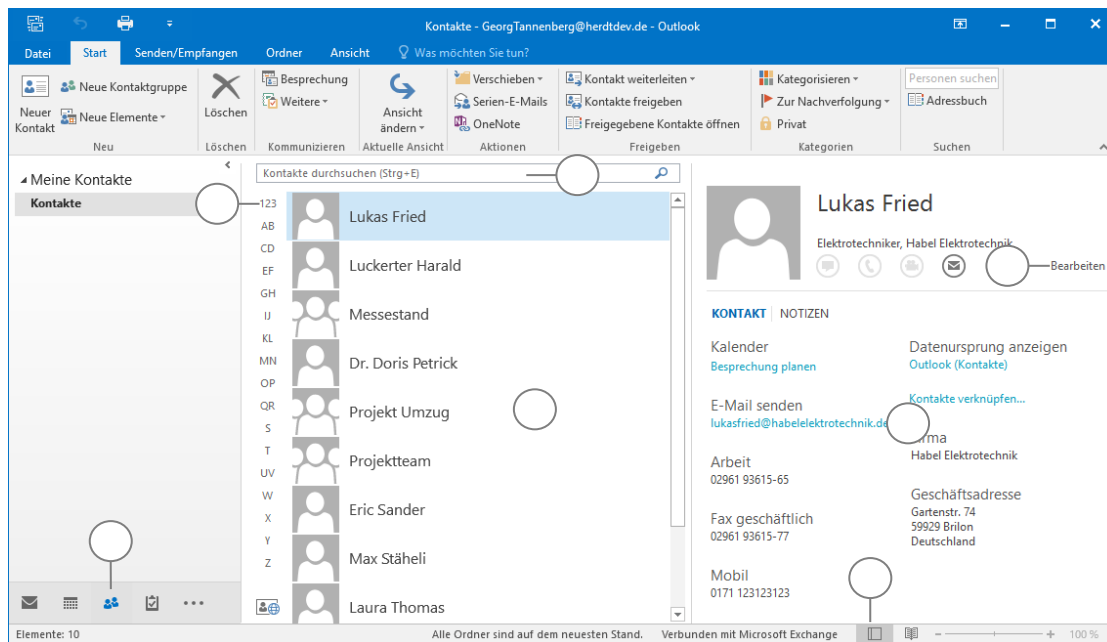 Kontakte - GeorgTannenberg@herdtdev.de - Outlook
Datei Start Senden/Empfangen Ordner Ansicht Was möchten Sie tun?
Neuer Kontakt
Neue Kontaktgruppe
Neue Elemente
Neu
Löschen
Löschen
Besprechung
Weitere
Kommunizieren
Ansicht ändern
Aktuelle Ansicht
Verschieben
Serien-E-Mails
OneNote
Aktionen
Kontakt weiterleiten
Kontakte freigeben
Freigegebene Kontakte öffnen
Freigeben
Kategorisieren
Zur Nachverfolgung
Privat
Kategorien
Personen suchen
Adressbuch
Suchen
Meine Kontakte
Kontakte
Kontakte durchsuchen (Strg+E)
123
AB
CD
EF
GH
IJ
KL
MN
OP
QR
S
T
UV
W
X
Y
Z
Lukas Fried
Luckerter Harald
Messestand
Dr. Doris Petrick
Projekt Umzug
Projektteam
Eric Sander
Max Stäheli
Laura Thomas
Lukas Fried
Elektrotechniker, Habel Elektrotechnik
Bearbeiten
KONTAKT NOTIZEN
Kalender
Besprechung planen
E-Mail senden
lukasfried@habelelektrotechnik.de
Arbeit
02961 93615-65
Fax geschäftlich
02961 93615-77
Mobil
0171 123123123
Datenursprung anzeigen
Outlook (Kontakte)
Kontakte verknüpfen...
Firma
Habel Elektrotechnik
Geschäftsadresse
Gartenstr. 74
59929 Brilon
Deutschland
Elemente: 10 Alle Ordner sind auf dem neuesten Stand. Verbunden mit Microsoft Exchange 100 %